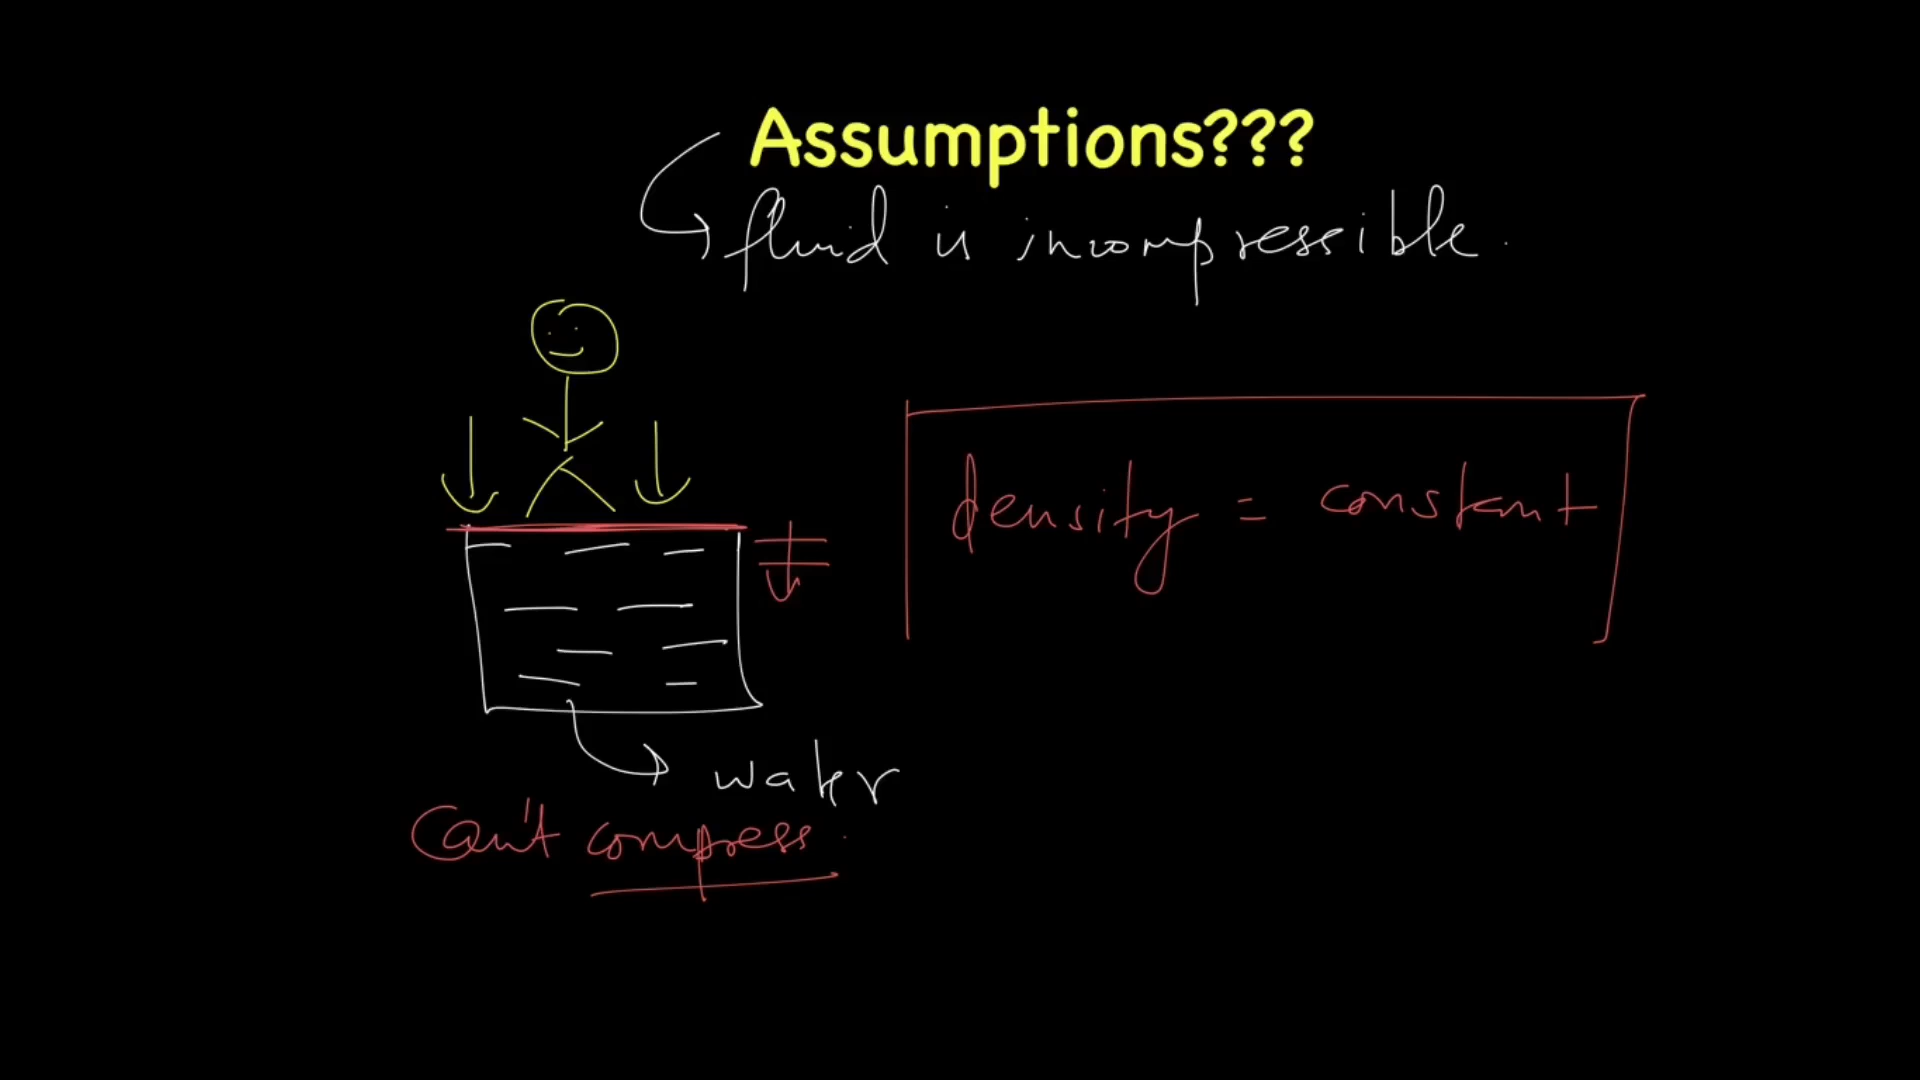 Assumptions???
fluid is incompressible.
density = constant
water
Can't compress.